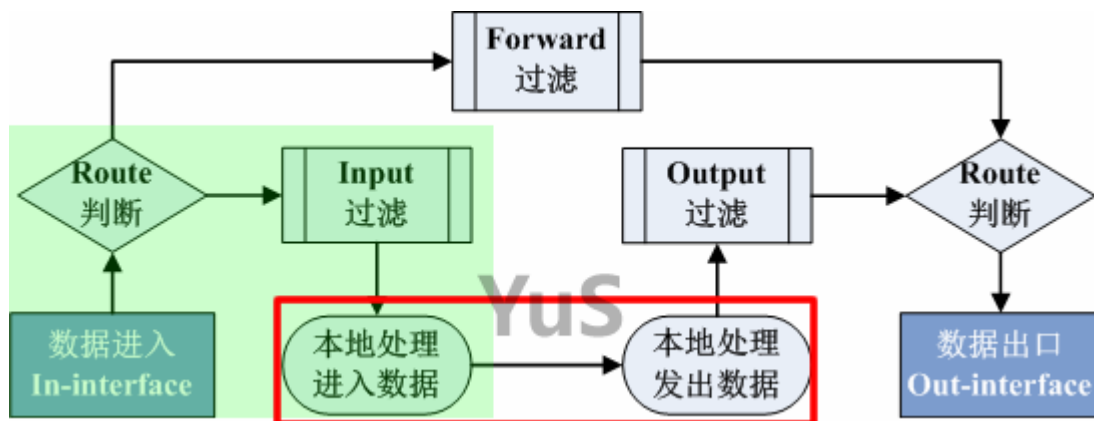 Forward
过滤
Route
判断
Input
过滤
Output
过滤
Route
判断
YuS
数据进入
In-interface
本地处理
进入数据
本地处理
发出数据
数据出口
Out-interface